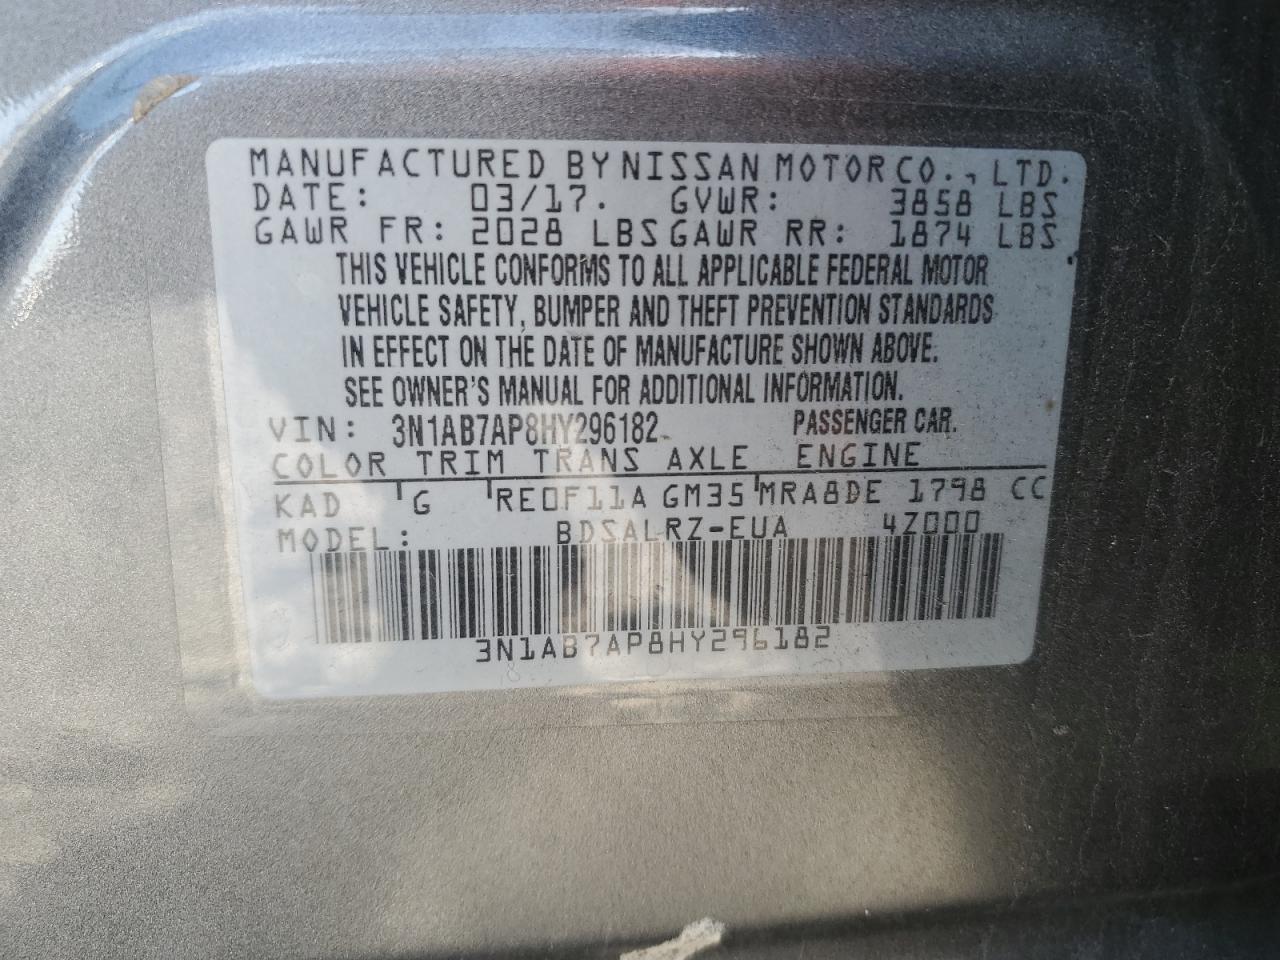 MANUFACTURED BY NISSAN MOTOR CO., LTD.
DATE: 03/17. GVWR: 3858 LBS
GAWR FR: 2028 LBS GAWR RR: 1874 LBS
THIS VEHICLE CONFORMS TO ALL APPLICABLE FEDERAL MOTOR
VEHICLE SAFETY, BUMPER AND THEFT PREVENTION STANDARDS
IN EFFECT ON THE DATE OF MANUFACTURE SHOWN ABOVE.
SEE OWNER'S MANUAL FOR ADDITIONAL INFORMATION.
VIN: 3N1AB7AP8HY296182 PASSENGER CAR.
COLOR TRIM TRANS AXLE ENGINE
KAD G RE0F11A GM35 MRA8DE 1798 CC
MODEL: BDSALRZ-EUA 4Z000
3N1AB7AP8HY296182